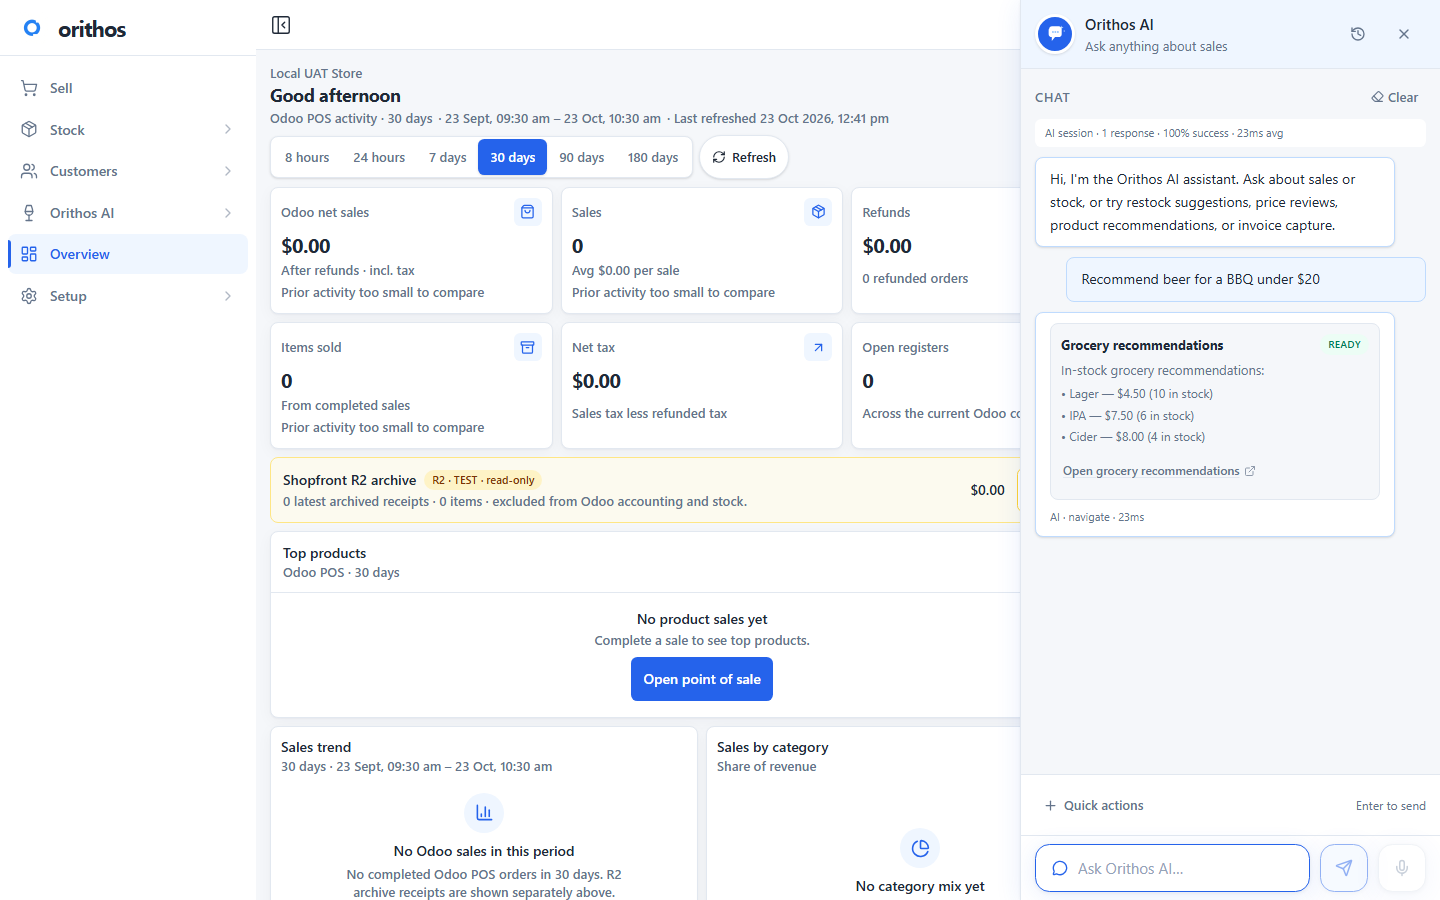 orithos
Sell
Stock
Customers
Orithos AI
Overview
Setup
Local UAT Store
Good afternoon
Odoo POS activity · 30 days · 23 Sept, 09:30 am – 23 Oct, 10:30 am · Last refreshed 23 Oct 2026, 12:41 pm
8 hours
24 hours
7 days
30 days
90 days
180 days
Refresh
Odoo net sales
$0.00
After refunds · incl. tax
Prior activity too small to compare
Sales
0
Avg $0.00 per sale
Prior activity too small to compare
Refunds
$0.00
0 refunded orders
Items sold
0
From completed sales
Prior activity too small to compare
Net tax
$0.00
Sales tax less refunded tax
Open registers
0
Across the current Odoo co
Shopfront R2 archive
R2 · TEST · read-only
0 latest archived receipts · 0 items · excluded from Odoo accounting and stock.
$0.00
Top products
Odoo POS · 30 days
No product sales yet
Complete a sale to see top products.
Open point of sale
Sales trend
30 days · 23 Sept, 09:30 am – 23 Oct, 10:30 am
No Odoo sales in this period
No completed Odoo POS orders in 30 days. R2
archive receipts are shown separately above.
Sales by category
Share of revenue
No category mix yet
Orithos AI
Ask anything about sales
CHAT
Clear
AI session · 1 response · 100% success · 23ms avg
Hi, I'm the Orithos AI assistant. Ask about sales or
stock, or try restock suggestions, price reviews,
product recommendations, or invoice capture.
Recommend beer for a BBQ under $20
Grocery recommendations
READY
In-stock grocery recommendations:
• Lager — $4.50 (10 in stock)
• IPA — $7.50 (6 in stock)
• Cider — $8.00 (4 in stock)
Open grocery recommendations
AI · navigate · 23ms
Quick actions
Enter to send
Ask Orithos AI...